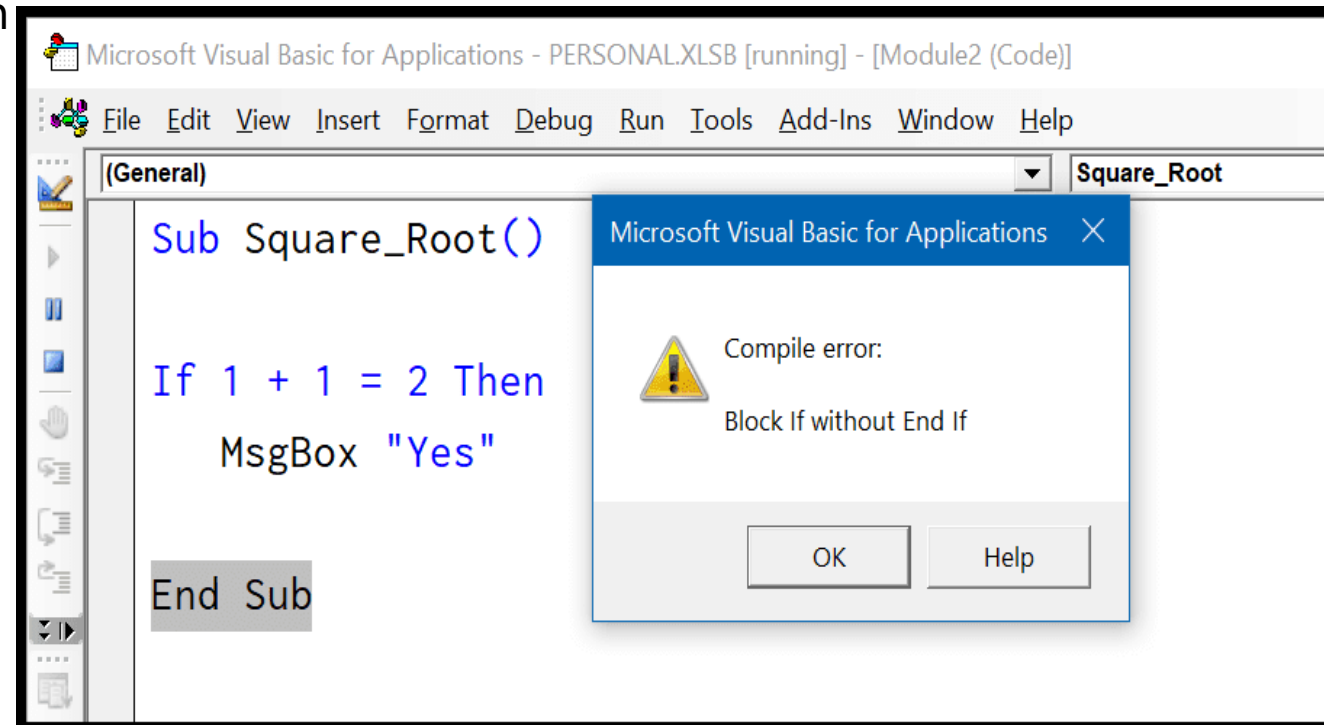 n
Microsoft Visual Basic for Applications - PERSONAL.XLSB [running] - [Module2 (Code)]
File Edit View Insert Format Debug Run Tools Add-Ins Window Help
(General)
Square_Root
Sub Square_Root()
If 1 + 1 = 2 Then
MsgBox "Yes"
End Sub
Microsoft Visual Basic for Applications
Compile error:
Block If without End If
OK
Help